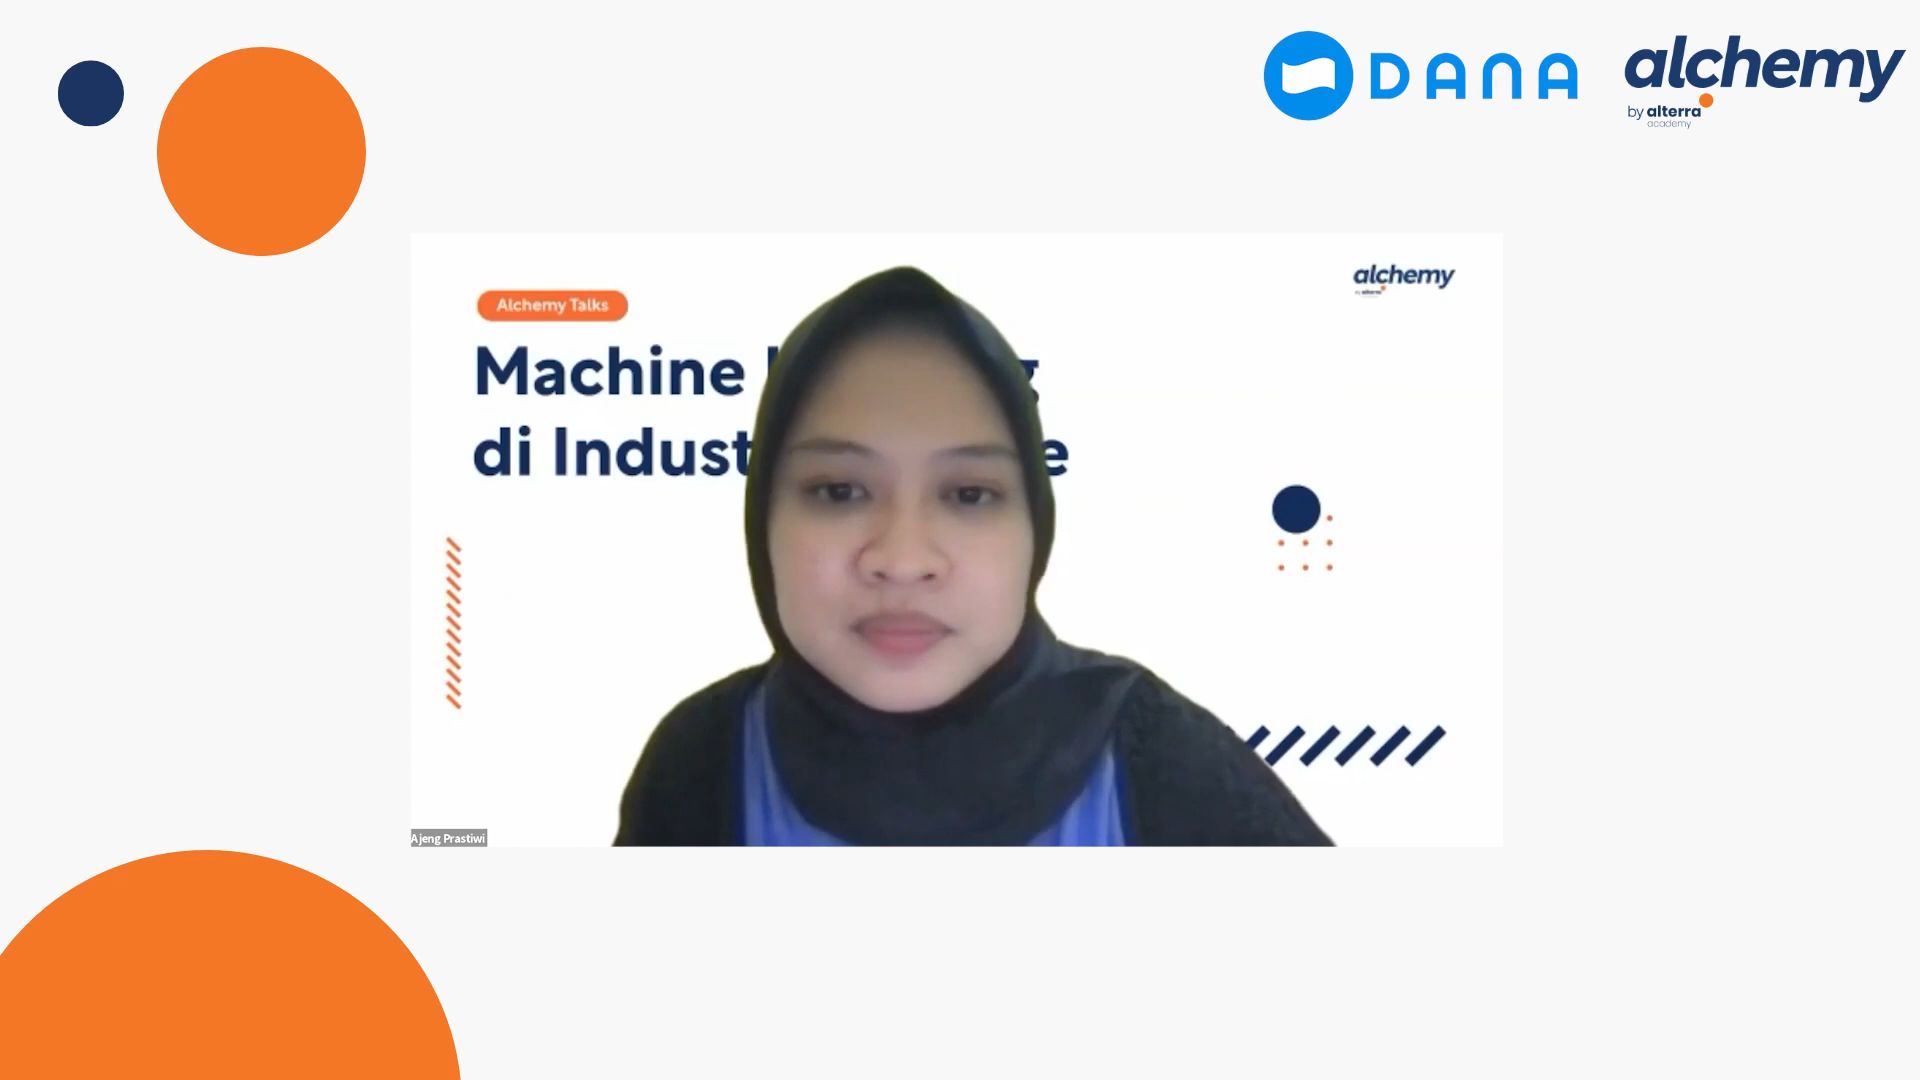 DANA
alchemy
by alterra
academy
alchemy
Alchemy Talks
Machine
di Indust
Ajeng Prastiwi